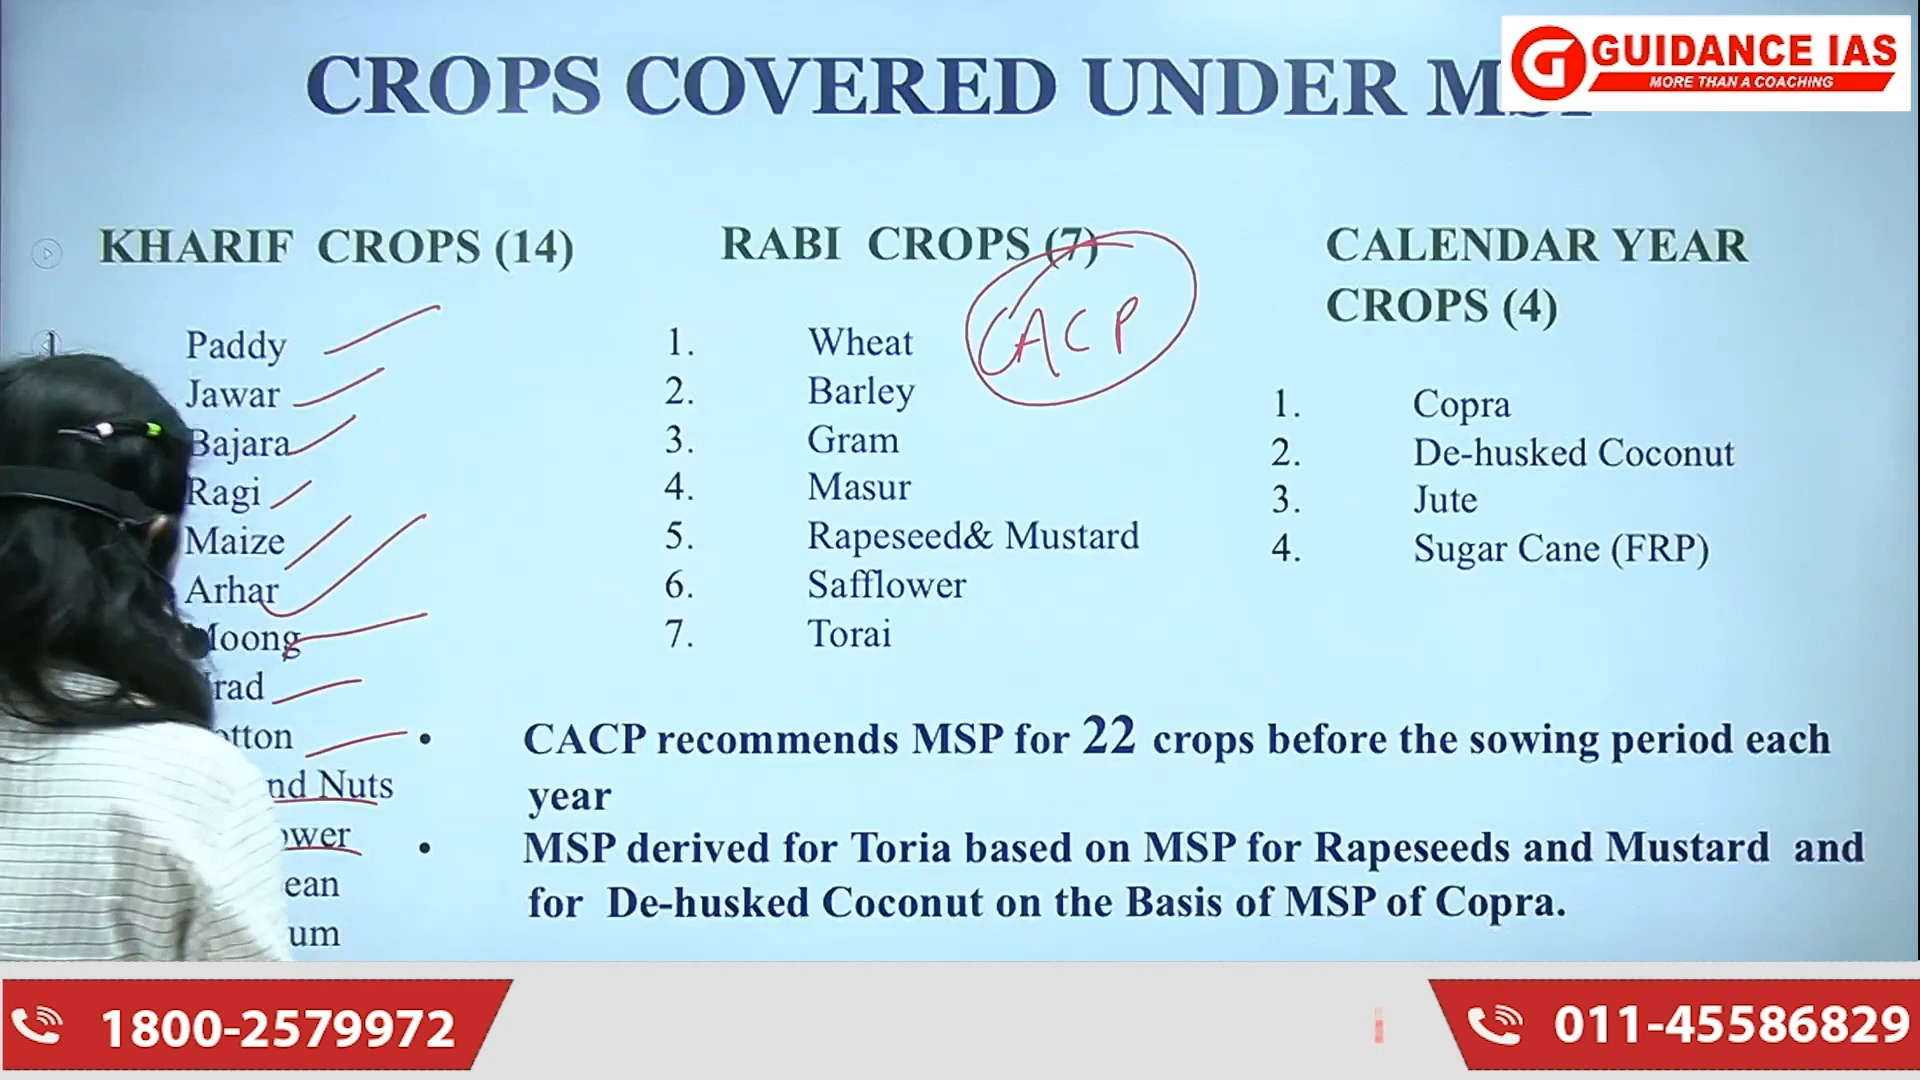 CROPS COVERED UNDER
GUIDANCE IAS
MORE THAN A COACHING
KHARIF CROPS (14)
Paddy
Jawar
Bajara
Ragi
Maize
Arhar
Moong
Nuts
RABI CROPS (7)
CACP
1. Wheat
2. Barley
3. Gram
4. Masur
5. Rapeseed& Mustard
6. Safflower
7. Torai
CALENDAR YEAR
CROPS (4)
1. Copra
2. De-husked Coconut
3. Jute
4. Sugar Cane (FRP)
• CACP recommends MSP for 22 crops before the sowing period each
year
• MSP derived for Toria based on MSP for Rapeseeds and Mustard and
for De-husked Coconut on the Basis of MSP of Copra.
1800-2579972
011-45586829